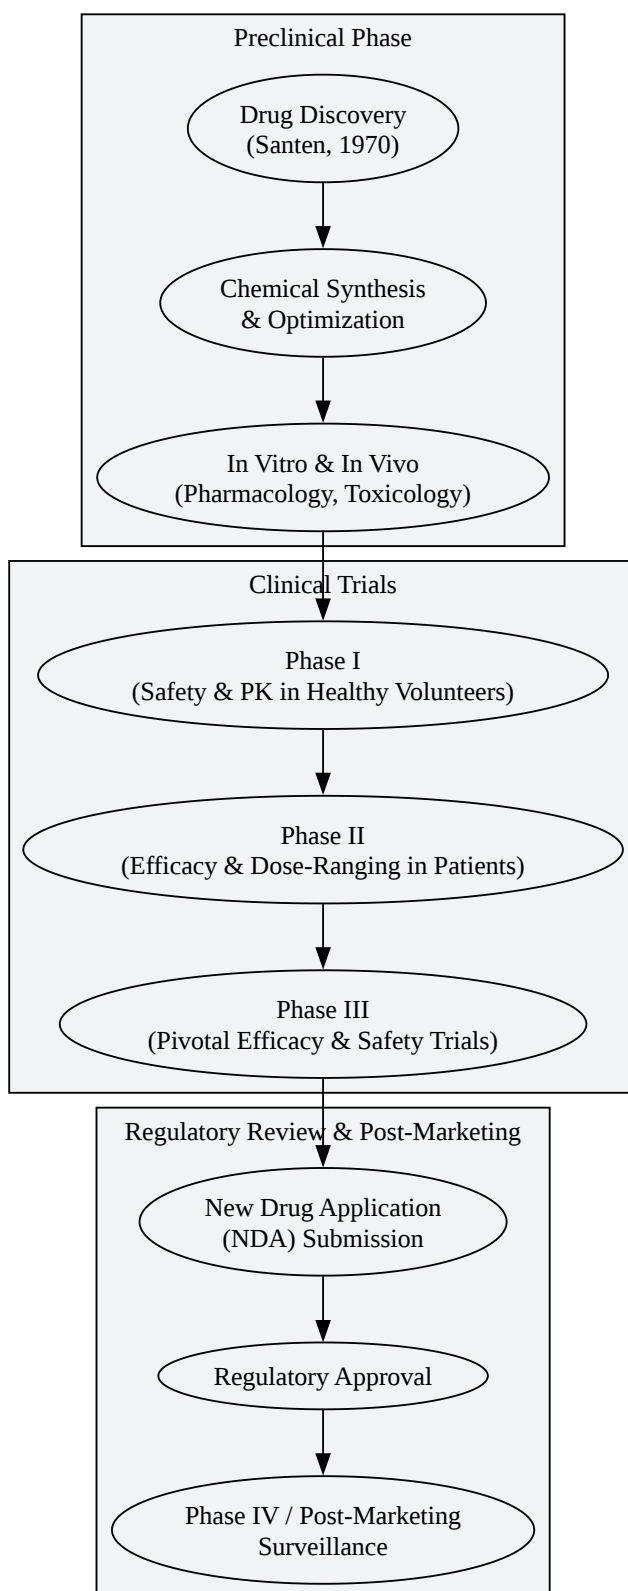 Preclinical Phase
Drug Discovery
(Santen, 1970)
Chemical Synthesis
& Optimization
In Vitro & In Vivo
(Pharmacology, Toxicology)
Clinical Trials
Phase I
(Safety & PK in Healthy Volunteers)
Phase II
(Efficacy & Dose-Ranging in Patients)
Phase III
(Pivotal Efficacy & Safety Trials)
Regulatory Review & Post-Marketing
New Drug Application
(NDA) Submission
Regulatory Approval
Phase IV / Post-Marketing
Surveillance